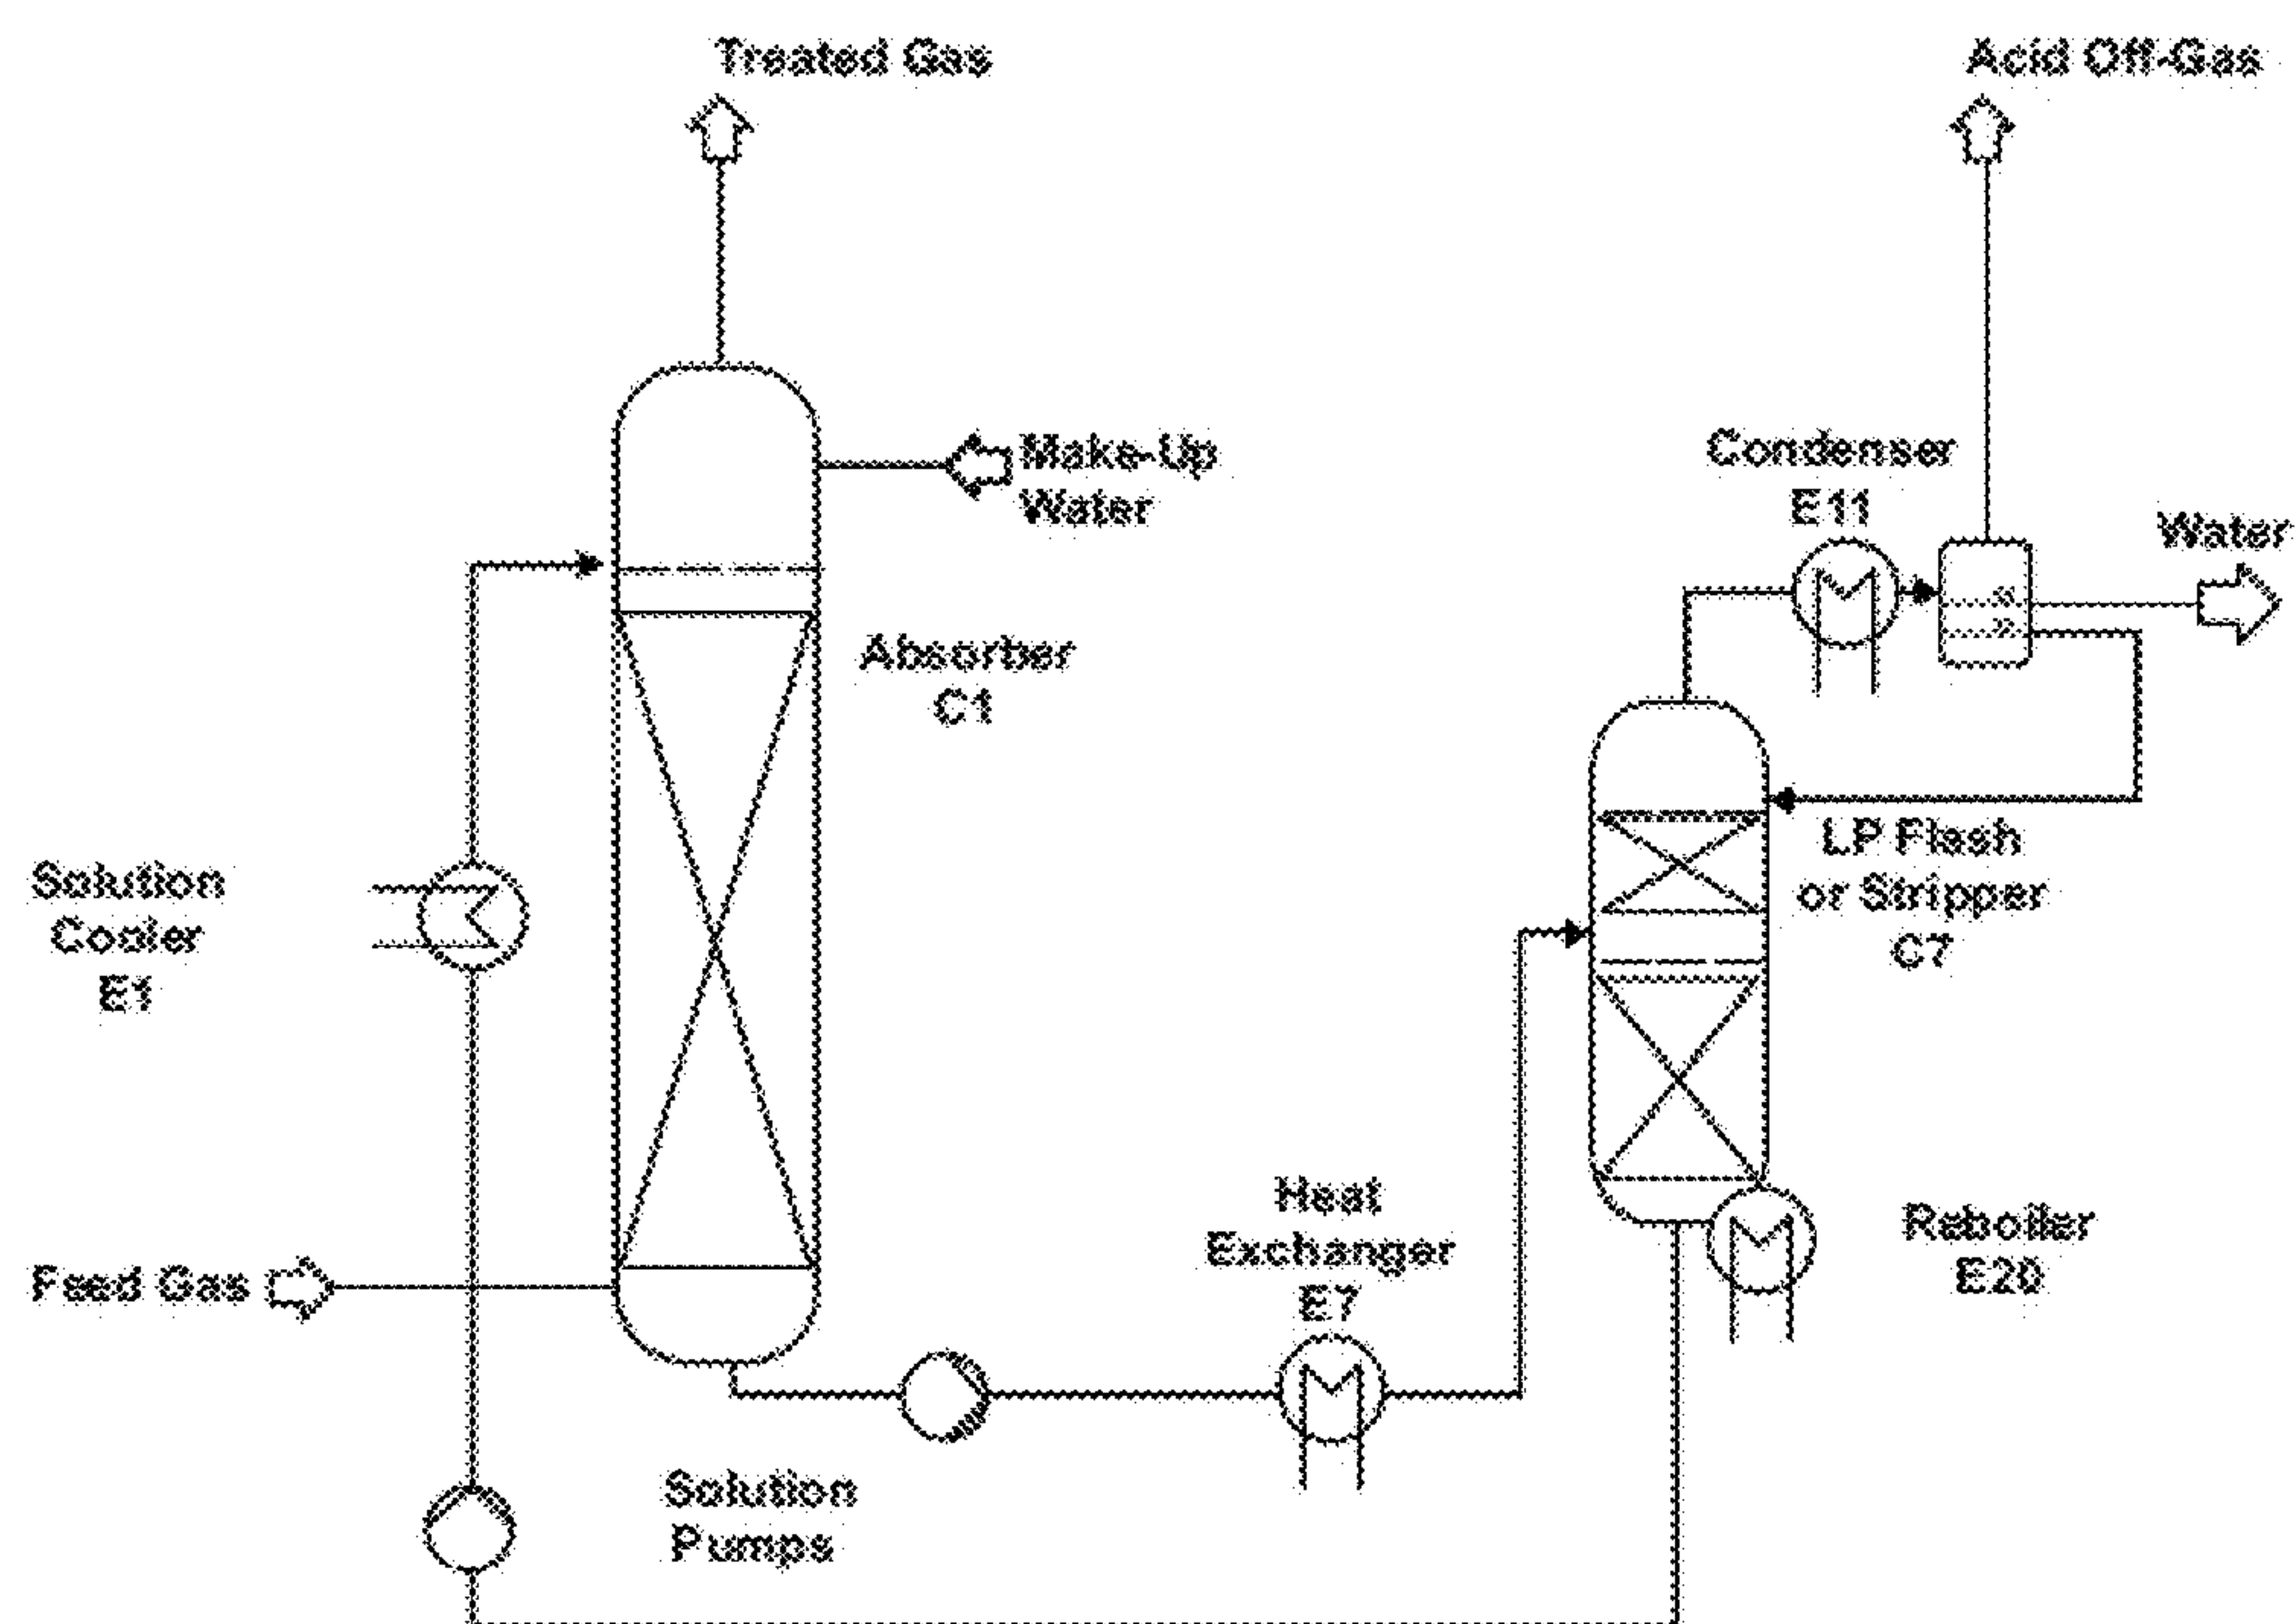 Treated Gas
Acid Off-Gas
Make-Up
Water
Condenser
E11
Water
Absorber
C1
LP Flash
or Stripper
C7
Solution
Cooler
E1
Heat
Exchanger
E7
Reboiler
E20
Feed Gas
Solution
Pumps